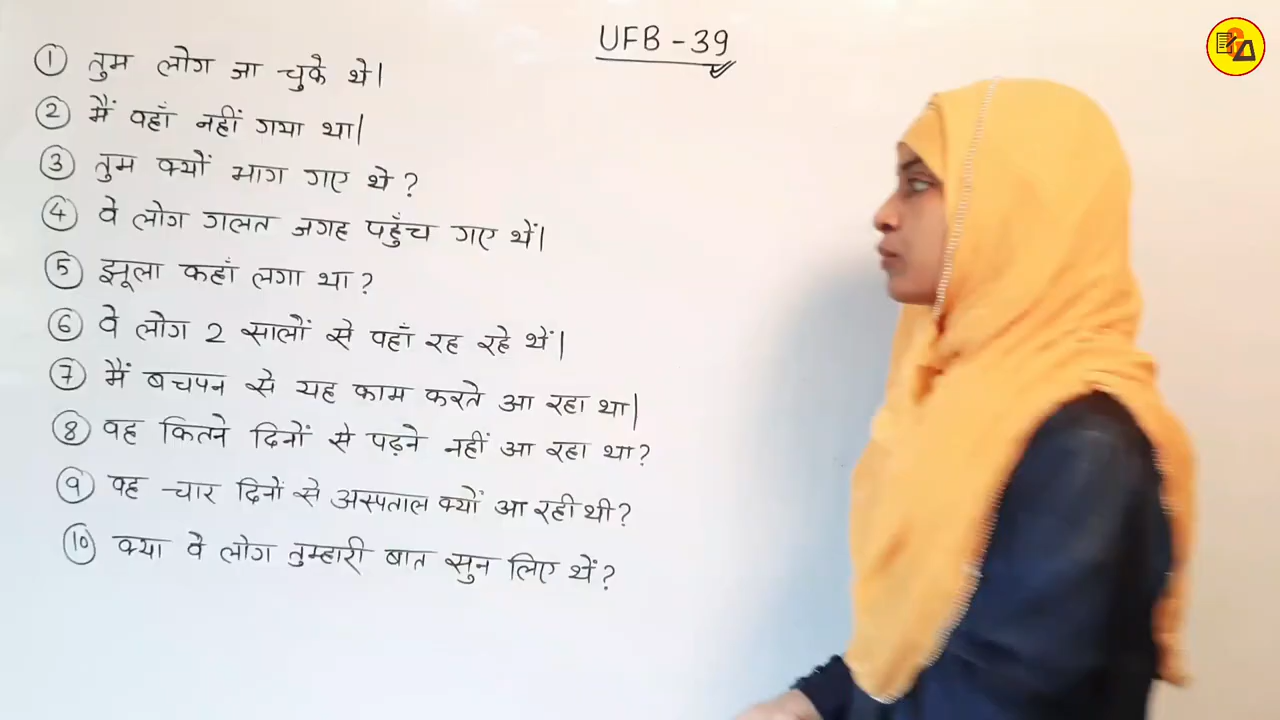 UFB - 39
① तुम लोग जा चुके थे।
② मैं वहाँ नहीं गया था।
③ तुम क्यों भाग गए थे?
④ वे लोग गलत जगह पहुँच गए थें।
⑤ झूला कहाँ लगा था?
⑥ वे लोग 2 सालों से वहाँ रह रहे थें।
⑦ मैं बचपन से यह काम करते आ रहा था।
⑧ वह कितने दिनों से पढ़ने नहीं आ रहा था?
⑨ वह चार दिनों से अस्पताल क्यों आ रही थी?
⑩ क्या वे लोग तुम्हारी बात सुन लिए थें?